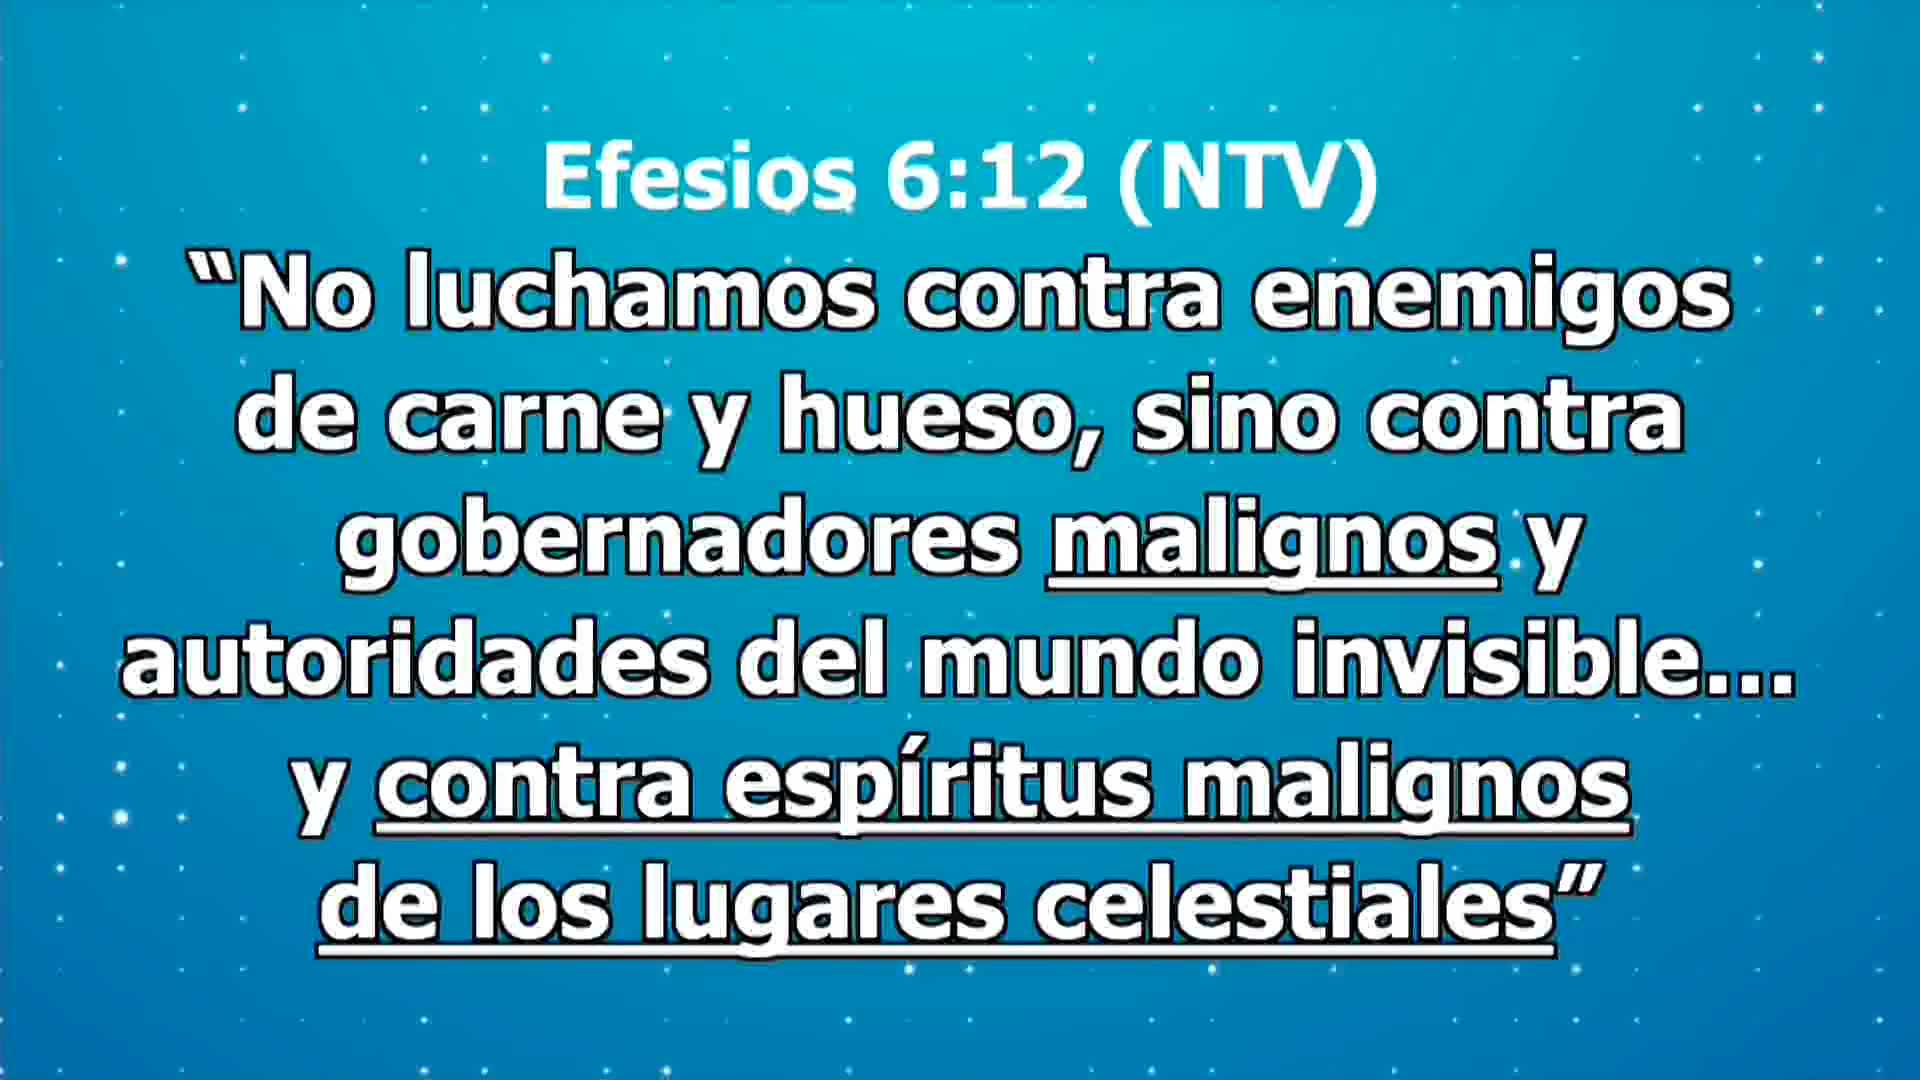 Efesios 6:12 (NTV)
“No luchamos contra enemigos
de carne y hueso, sino contra
gobernadores malignos y
autoridades del mundo invisible...
y contra espíritus malignos
de los lugares celestiales”